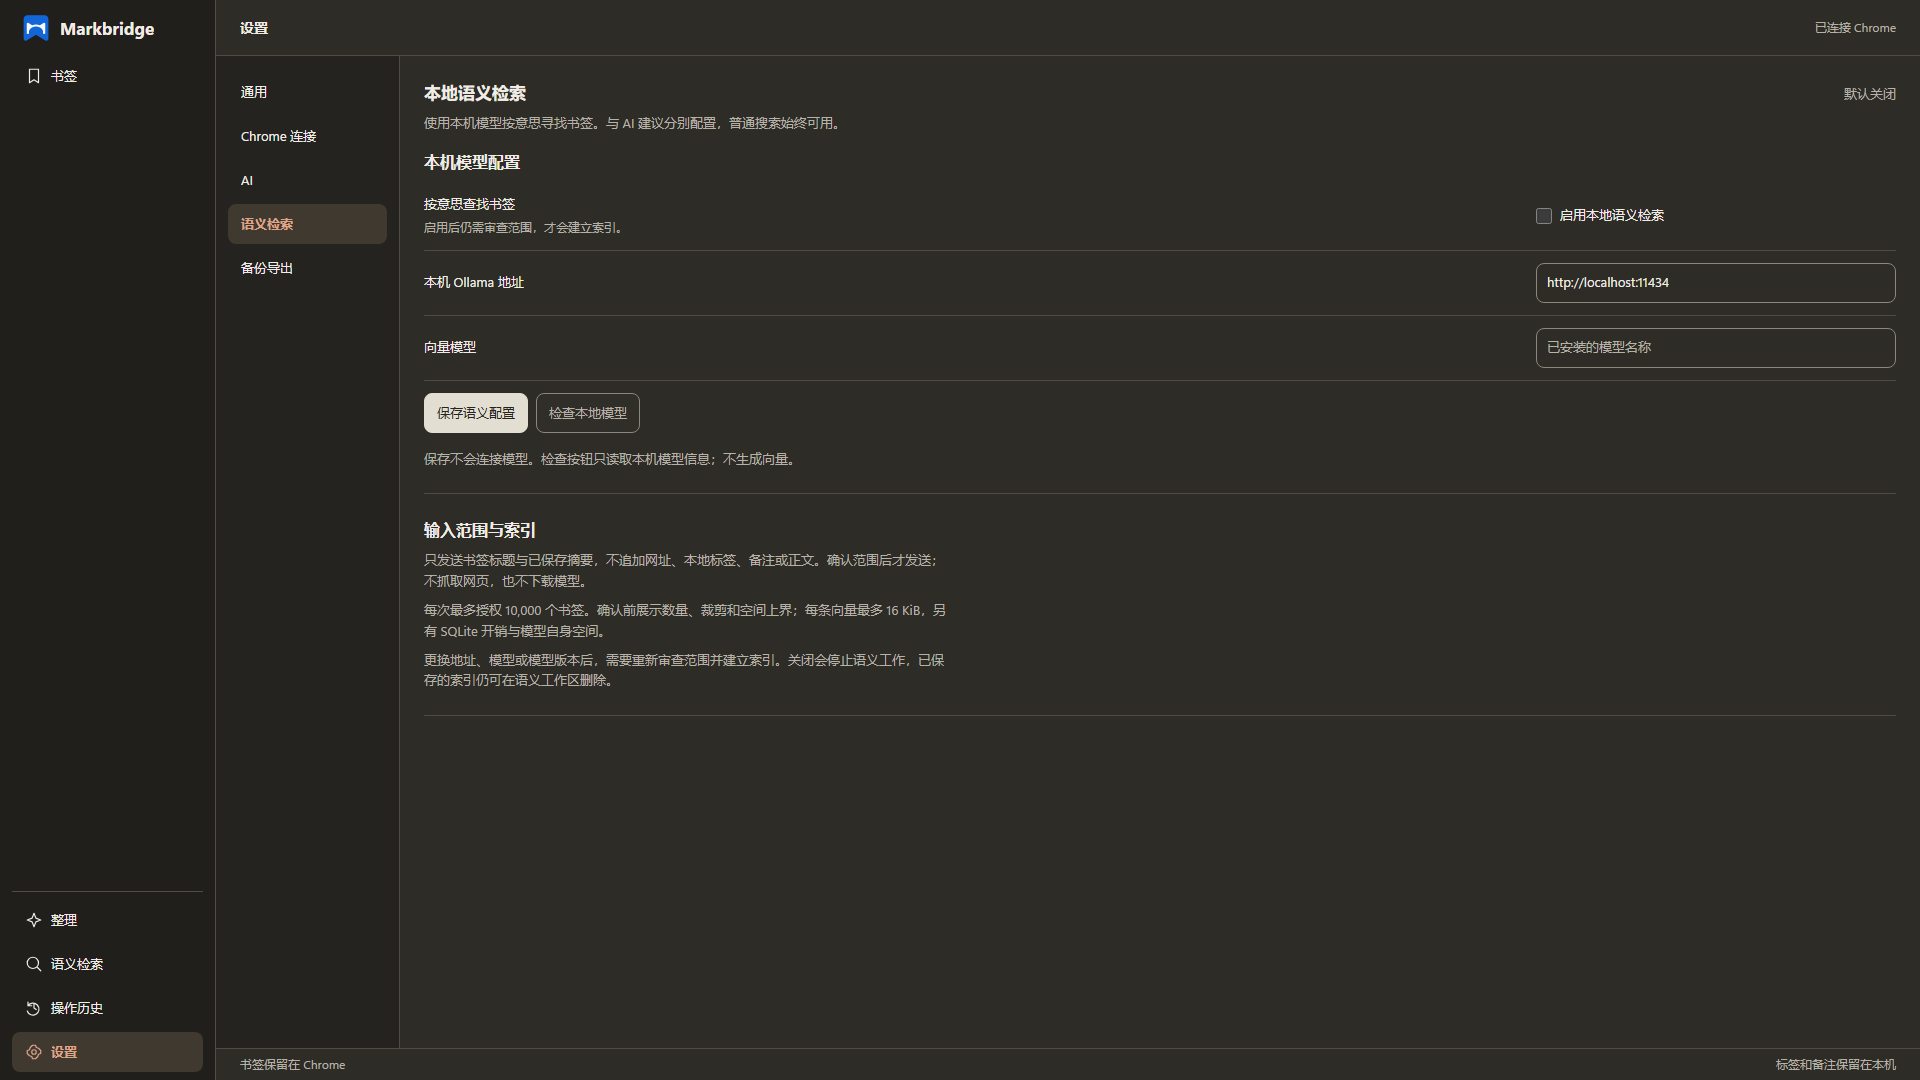 Markbridge
书签
整理
语义检索
操作历史
设置
设置
已连接 Chrome
通用
Chrome 连接
AI
语义检索
备份导出
本地语义检索
默认关闭
使用本机模型按意思寻找书签。与 AI 建议分别配置，普通搜索始终可用。
本机模型配置
按意思查找书签
启用后仍需审查范围，才会建立索引。
启用本地语义检索
本机 Ollama 地址
http://localhost:11434
向量模型
已安装的模型名称
保存语义配置
检查本地模型
保存不会连接模型。检查按钮只读取本机模型信息；不生成向量。
输入范围与索引
只发送书签标题与已保存摘要，不追加网址、本地标签、备注或正文。确认范围后才发送；
不抓取网页，也不下载模型。
每次最多授权 10,000 个书签。确认前展示数量、裁剪和空间上界；每条向量最多 16 KiB，另
有 SQLite 开销与模型自身空间。
更换地址、模型或模型版本后，需要重新审查范围并建立索引。关闭会停止语义工作，已保
存的索引仍可在语义工作区删除。
书签保留在 Chrome
标签和备注保留在本机